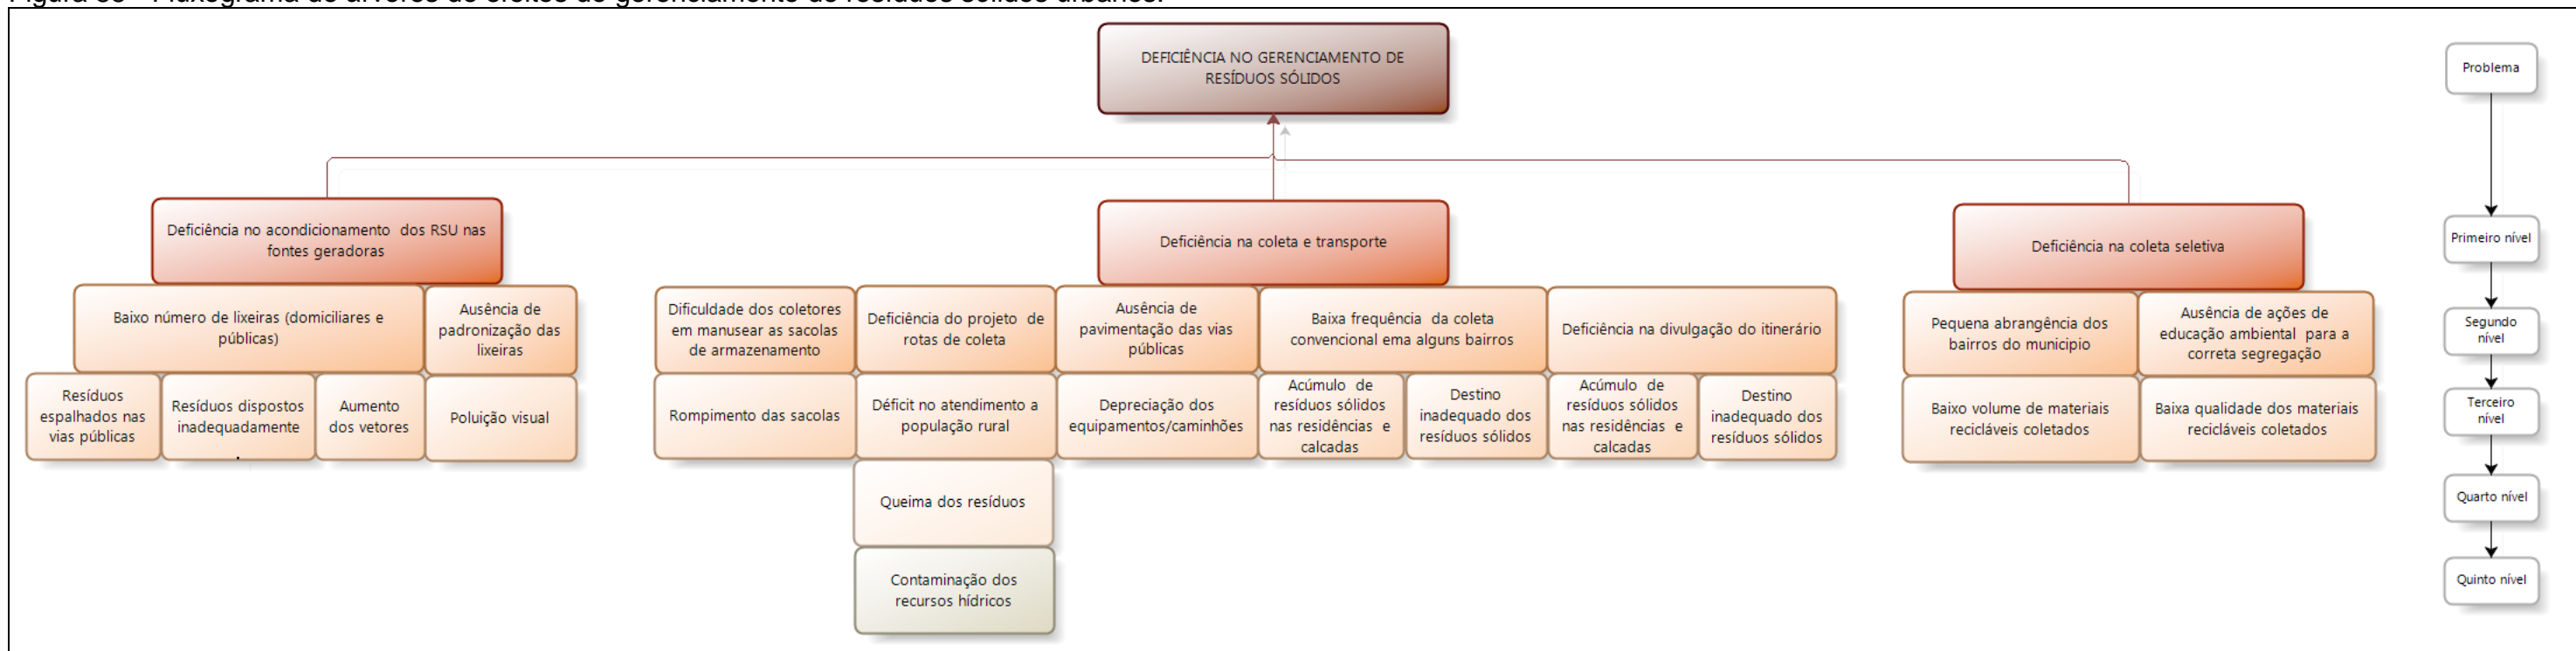 DEFICIÊNCIA NO GERENCIAMENTO DE
RESÍDUOS SÓLIDOS
Problema
Deficiência no acondicionamento dos RSU nas
fontes geradoras
Deficiência na coleta e transporte
Deficiência na coleta seletiva
Primeiro nível
Baixo número de lixeiras (domiciliares e
públicas)
Ausência de
padronização das
lixeiras
Dificuldade dos coletores
em manusear as sacolas
de armazenamento
Deficiência do projeto de
rotas de coleta
Ausência de
pavimentação das vias
públicas
Baixa frequência da coleta
convencional ema alguns bairros
Deficiência na divulgação do itinerário
Pequena abrangência dos
bairros do municipio
Ausência de ações de
educação ambiental para a
correta segregação
Segundo
nível
Resíduos
espalhados nas
vias públicas
Resíduos dispostos
inadequadamente
.
Aumento
dos vetores
Poluição visual
Rompimento das sacolas
Déficit no atendimento a
população rural
Depreciação dos
equipamentos/caminhões
Acúmulo de
resíduos sólidos
nas residências e
calcadas
Destino
inadequado dos
resíduos sólidos
Acúmulo de
resíduos sólidos
nas residências e
calcadas
Destino
inadequado dos
resíduos sólidos
Baixo volume de materiais
recicláveis coletados
Baixa qualidade dos materiais
recicláveis coletados
Terceiro
nível
Queima dos resíduos
Quarto nível
Contaminação dos
recursos hídricos
Quinto nível